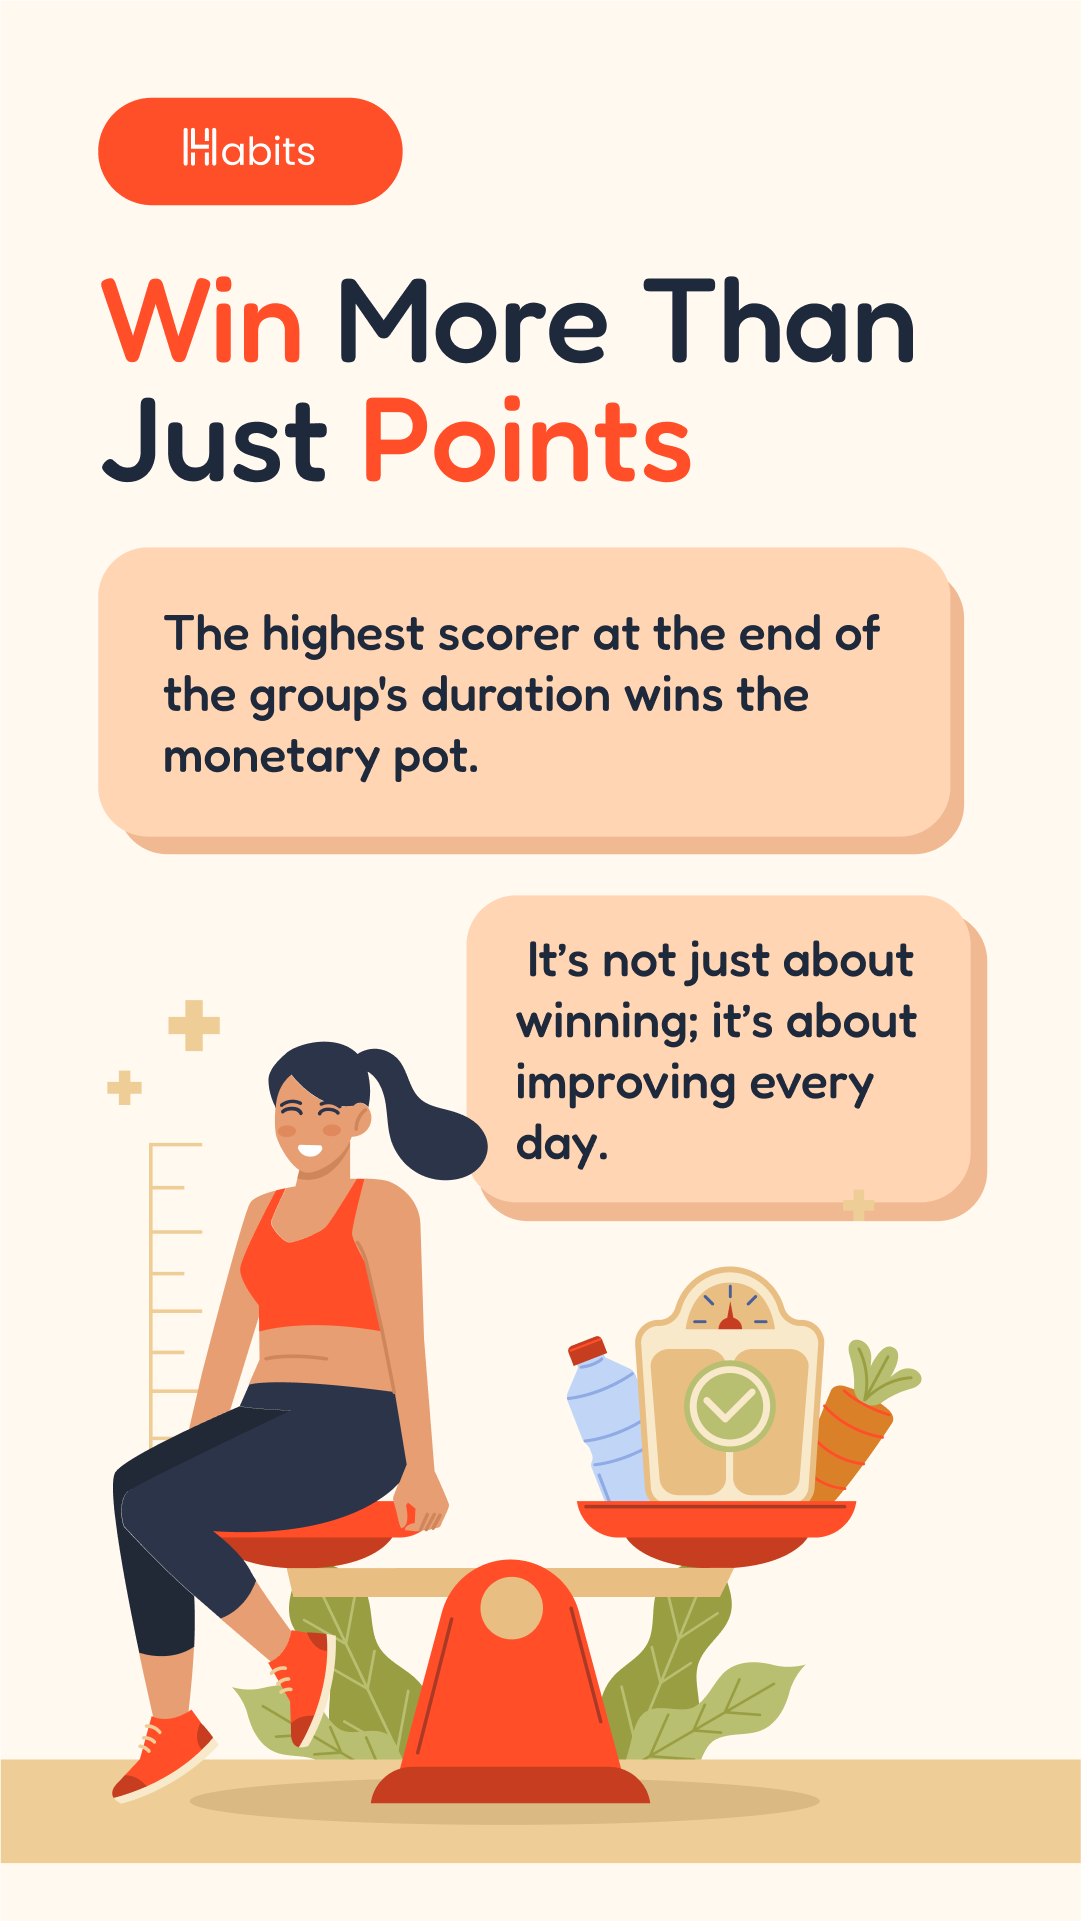 Habits
Win More Than
Just Points
The highest scorer at the end of
the group's duration wins the
monetary pot.
It’s not just about
winning; it’s about
improving every
day.